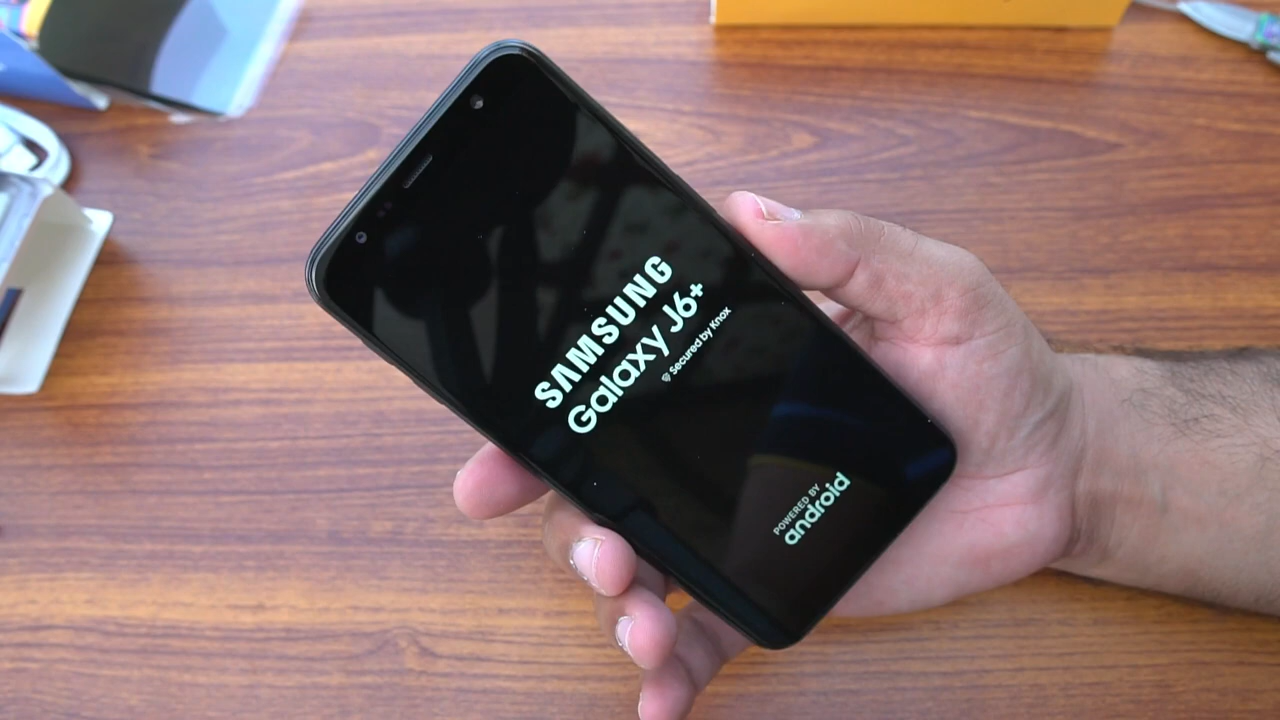 SAMSUNG
Galaxy J6+
Secured by Knox
POWERED BY
android